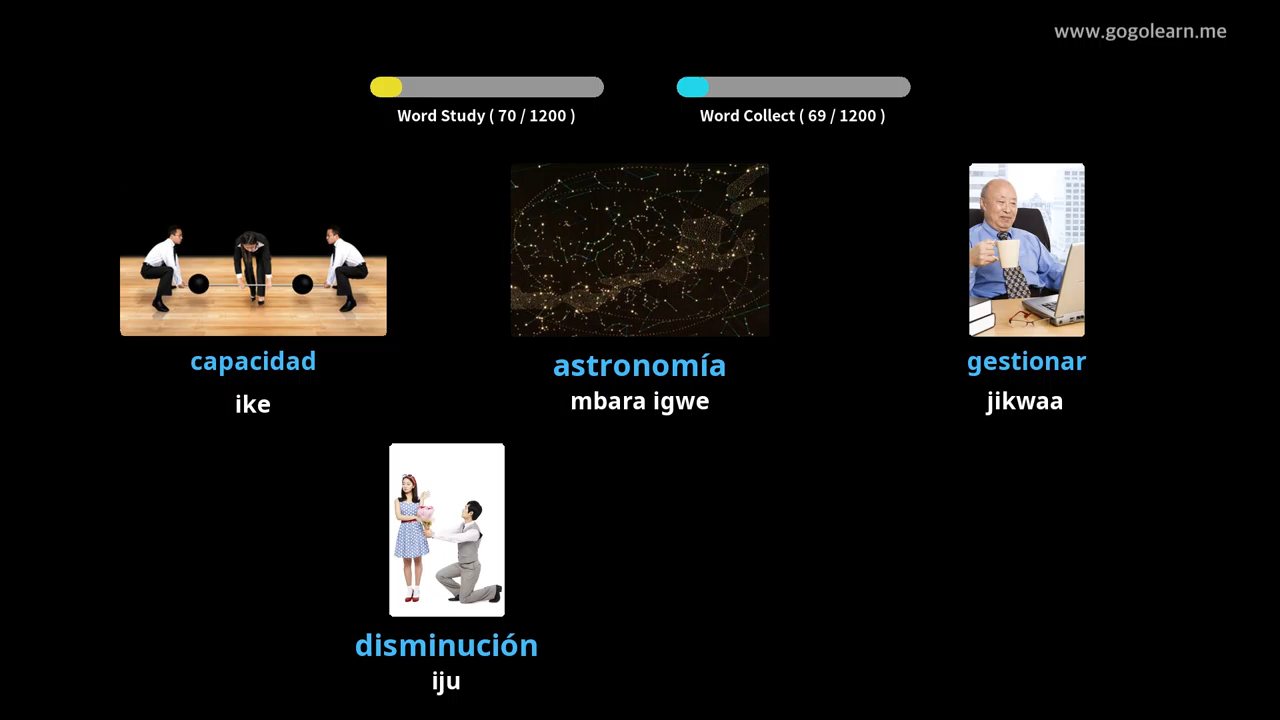 www.gogolearn.me
Word Study ( 70 / 1200 )
Word Collect ( 69 / 1200 )
capacidad
ike
astronomía
mbara igwe
gestionar
jikwaa
disminución
iju